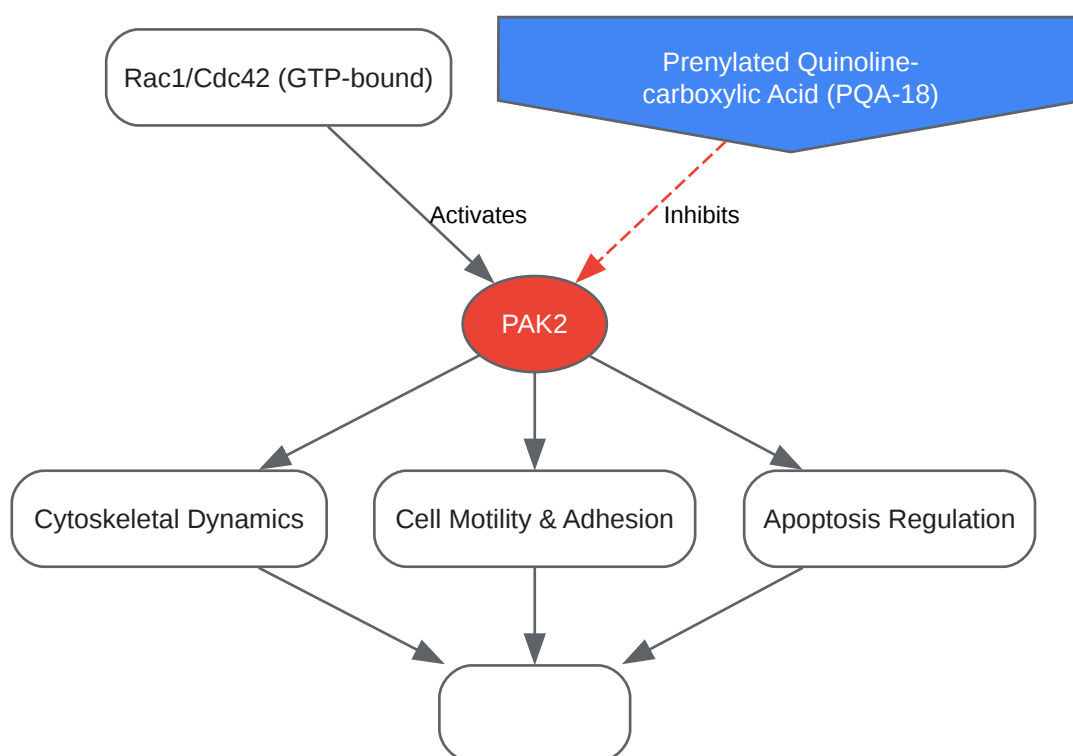 Rac1/Cdc42 (GTP-bound)
Prenylated Quinoline-
carboxylic Acid (PQA-18)
Activates
Inhibits
PAK2
Cytoskeletal Dynamics
Cell Motility & Adhesion
Apoptosis Regulation